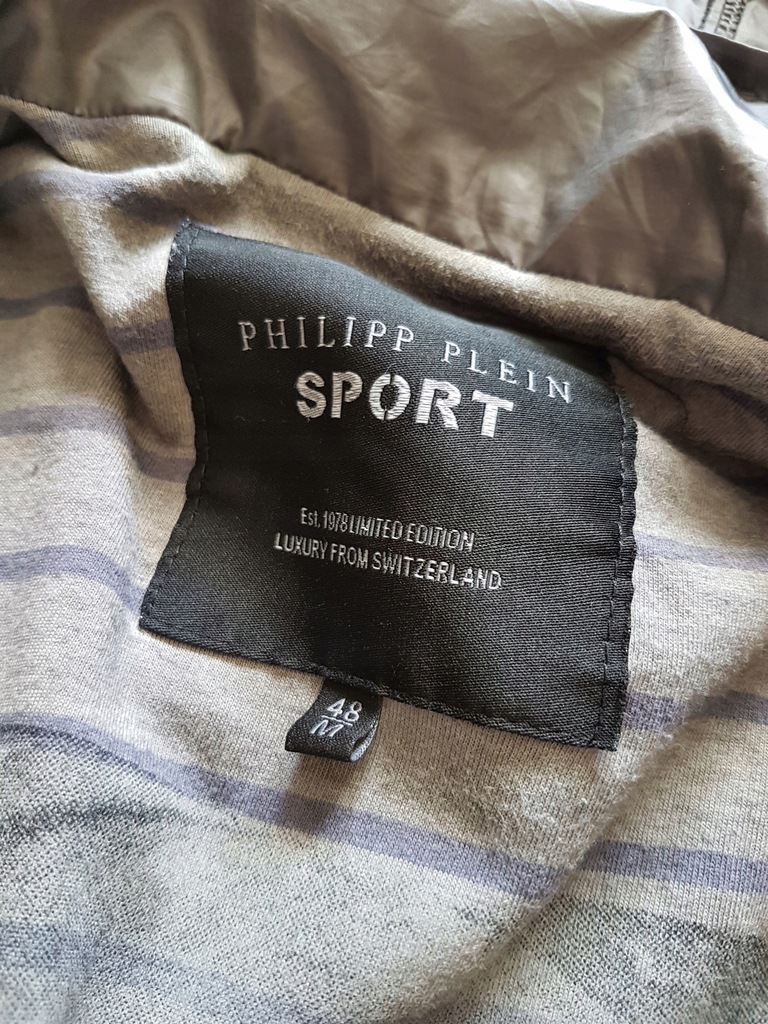 PHILIPP PLEIN
SPORT
Est. 1978 LIMITED EDITION
LUXURY FROM SWITZERLAND
48
M